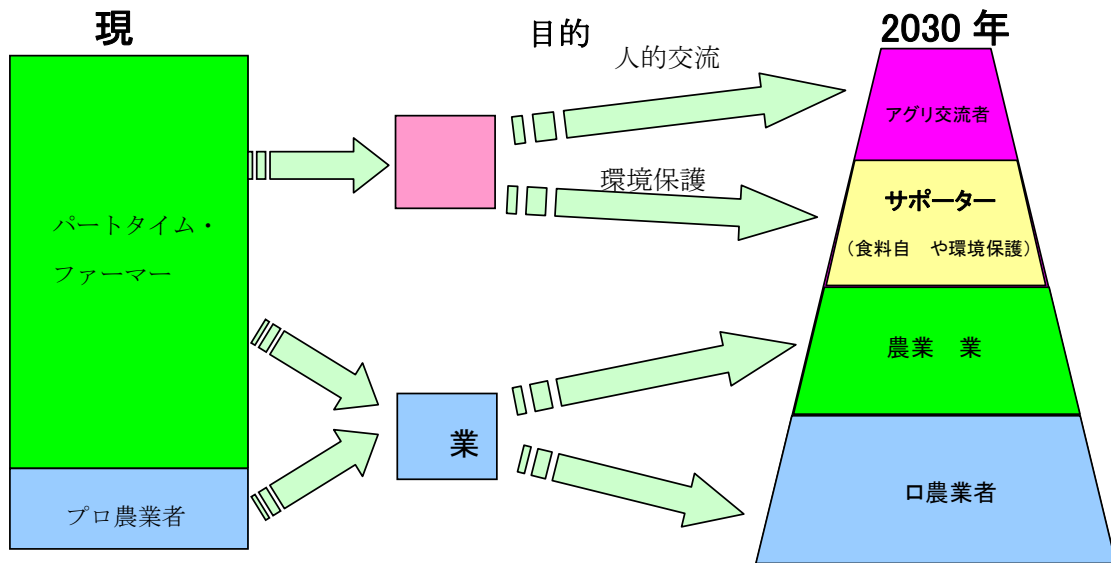 現
目的
2030 年
人的交流
アグリ交流者
環境保護
サポーター
(食料自　や環境保護)
パートタイム・
ファーマー
農業　業
業
ロ農業者
プロ農業者